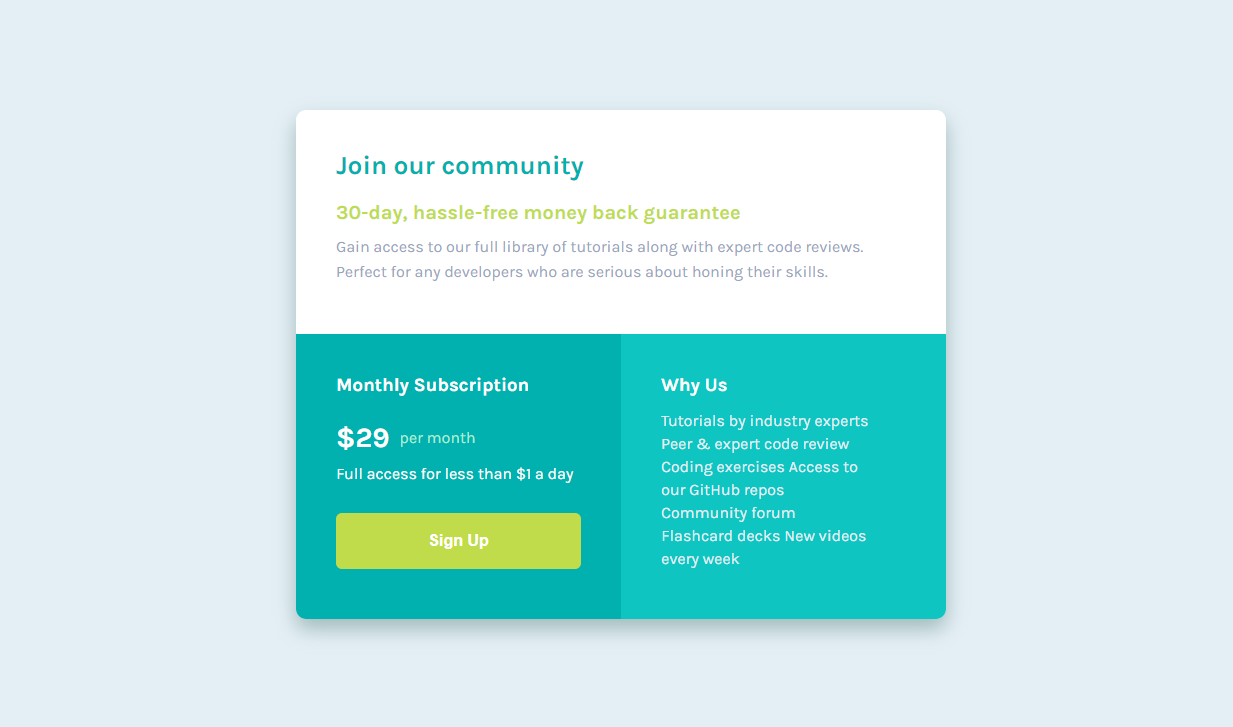 Join our community
30-day, hassle-free money back guarantee
Gain access to our full library of tutorials along with expert code reviews.
Perfect for any developers who are serious about honing their skills.
Monthly Subscription
$29 per month
Full access for less than $1 a day
Sign Up
Why Us
Tutorials by industry experts
Peer & expert code review
Coding exercises Access to
our GitHub repos
Community forum
Flashcard decks New videos
every week